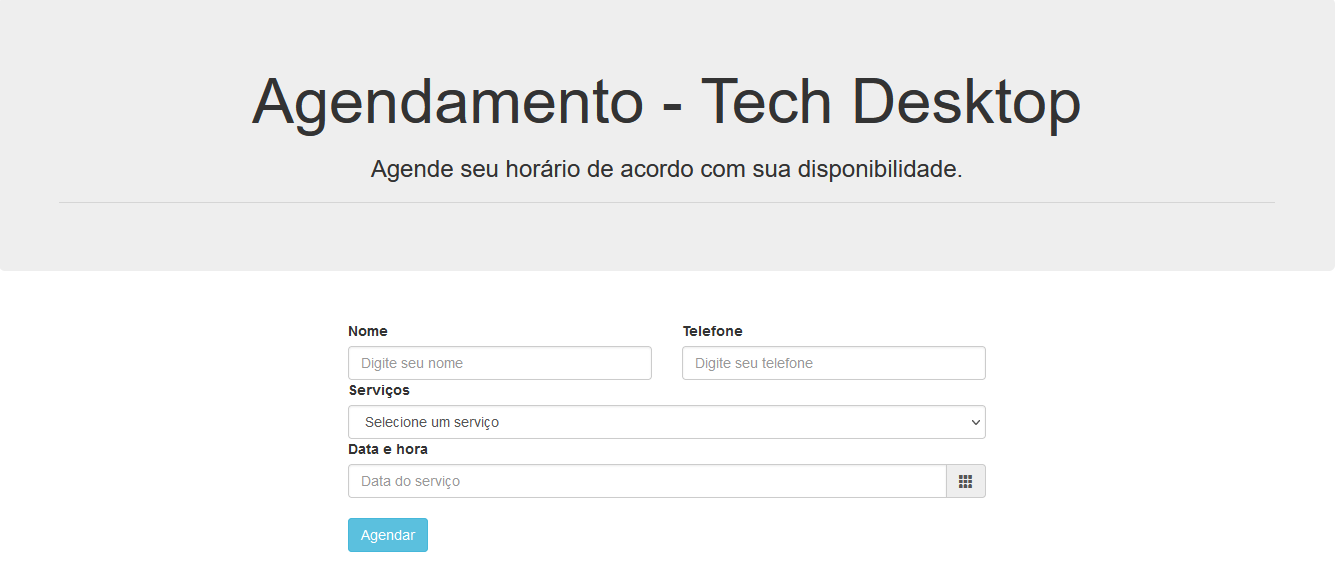 Agendamento - Tech Desktop
Agende seu horário de acordo com sua disponibilidade.
Nome
Telefone
Digite seu nome
Digite seu telefone
Serviços
Selecione um serviço
Data e hora
Data do serviço
Agendar